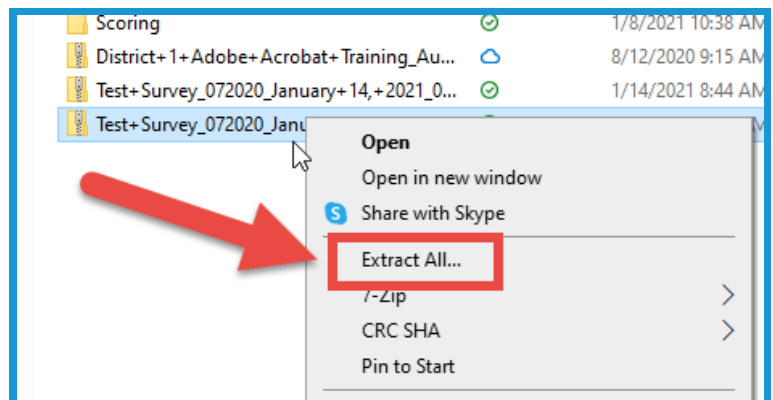 Scoring 1/8/2021 10:38 AM
District+1+Adobe+Acrobat+Training_Au... 8/12/2020 9:15 AM
Test+Survey_072020_January+14,+2021_0... 1/14/2021 8:44 AM
Test+Survey_072020_Janu
Open
Open in new window
S Share with Skype
Extract All...
7-Zip
CRC SHA
Pin to Start